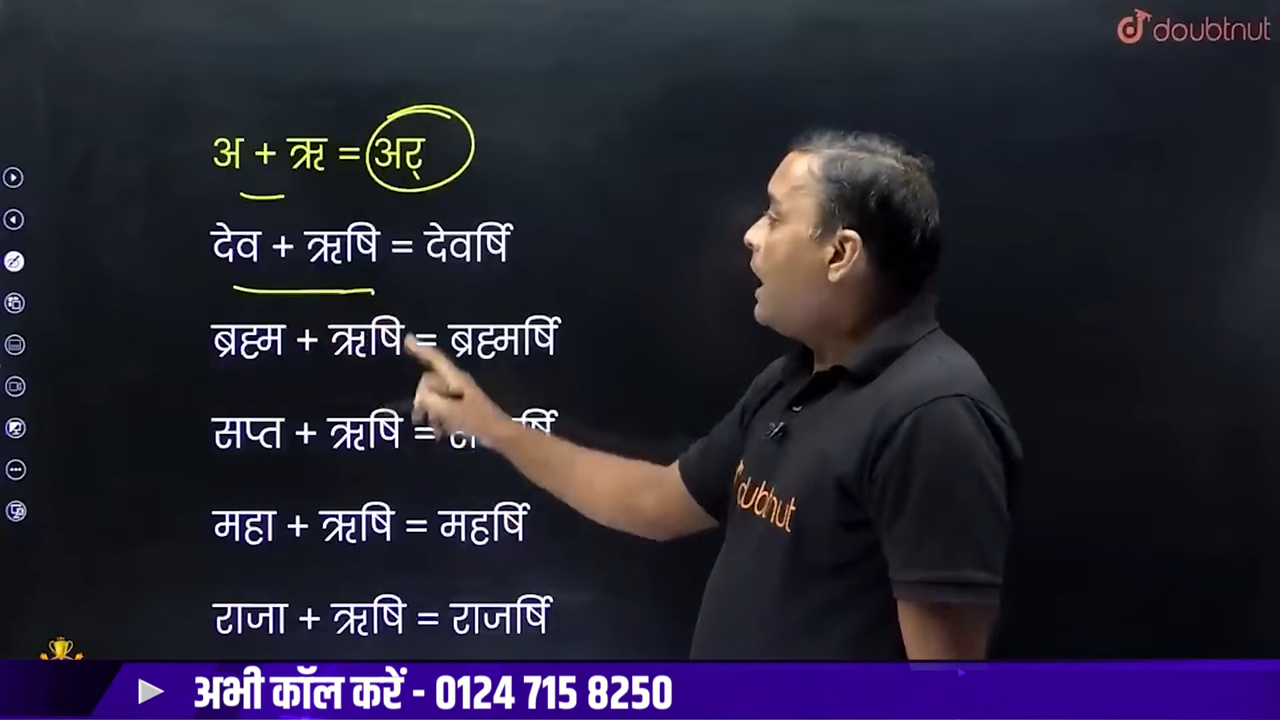 doubtnut
अ + ऋ = अर्
देव + ऋषि = देवर्षि
ब्रह्म + ऋषि = ब्रह्मर्षि
सप्त + ऋषि =
महा + ऋषि = महर्षि
राजा + ऋषि = राजर्षि
doubtnut
अभी कॉल करें - 0124 715 8250